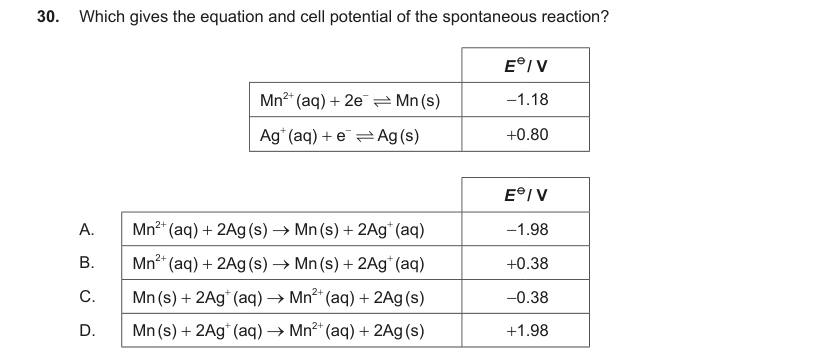 30. Which gives the equation and cell potential of the spontaneous reaction?
E⦵ / V
Mn²⁺ (aq) + 2e⁻ ⇌ Mn (s) −1.18
Ag⁺ (aq) + e⁻ ⇌ Ag (s) +0.80
E⦵ / V
A. Mn²⁺ (aq) + 2Ag (s) → Mn (s) + 2Ag⁺ (aq) −1.98
B. Mn²⁺ (aq) + 2Ag (s) → Mn (s) + 2Ag⁺ (aq) +0.38
C. Mn (s) + 2Ag⁺ (aq) → Mn²⁺ (aq) + 2Ag (s) −0.38
D. Mn (s) + 2Ag⁺ (aq) → Mn²⁺ (aq) + 2Ag (s) +1.98